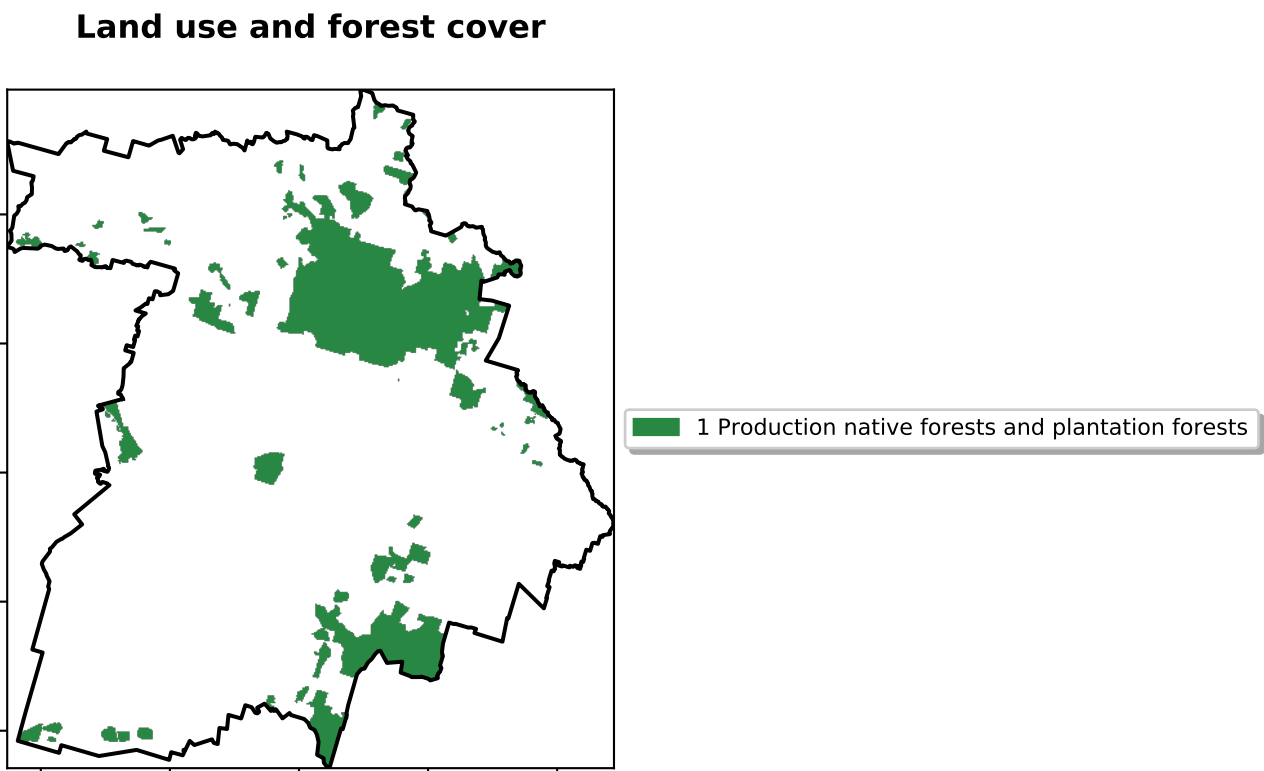 Land use and forest cover
1 Production native forests and plantation forests